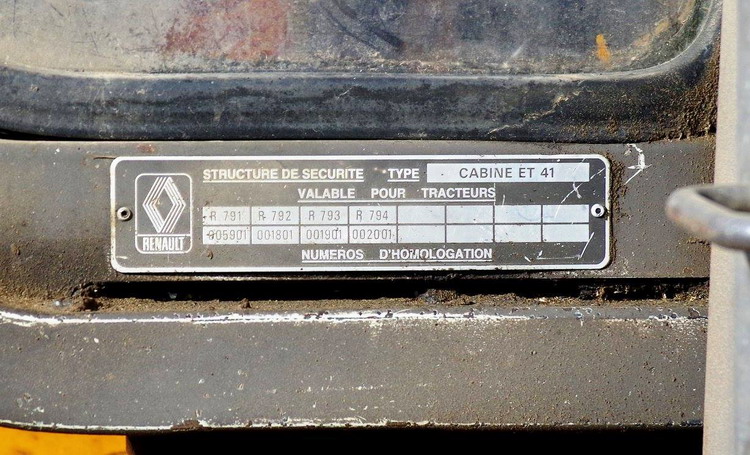 STRUCTURE DE SECURITE TYPE CABINE ET 41
VALABLE POUR TRACTEURS
R 791 R 792 R 793 R 794
005901 001801 001901 002001
NUMEROS D'HOMOLOGATION
RENAULT